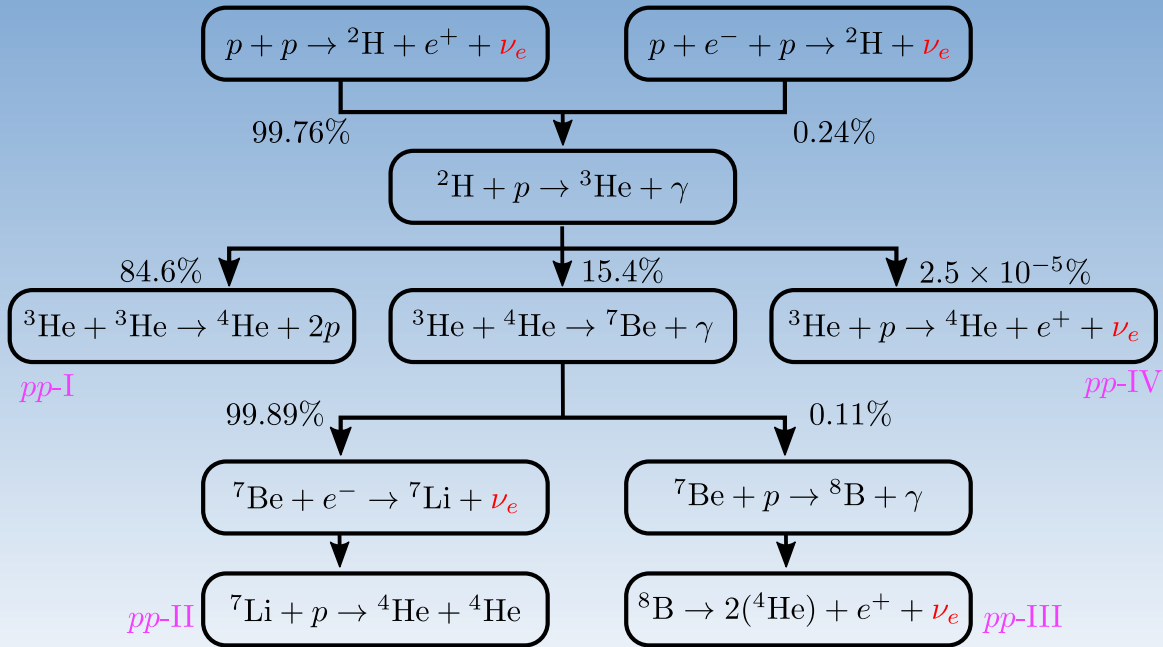 p + p → ²H + e⁺ + νₑ
p + e⁻ + p → ²H + νₑ
99.76%
0.24%
²H + p → ³He + γ
84.6%
15.4%
2.5 × 10⁻⁵%
³He + ³He → ⁴He + 2p
³He + ⁴He → ⁷Be + γ
³He + p → ⁴He + e⁺ + νₑ
pp-I
pp-IV
99.89%
0.11%
⁷Be + e⁻ → ⁷Li + νₑ
⁷Be + p → ⁸B + γ
pp-II
⁷Li + p → ⁴He + ⁴He
⁸B → 2(⁴He) + e⁺ + νₑ
pp-III